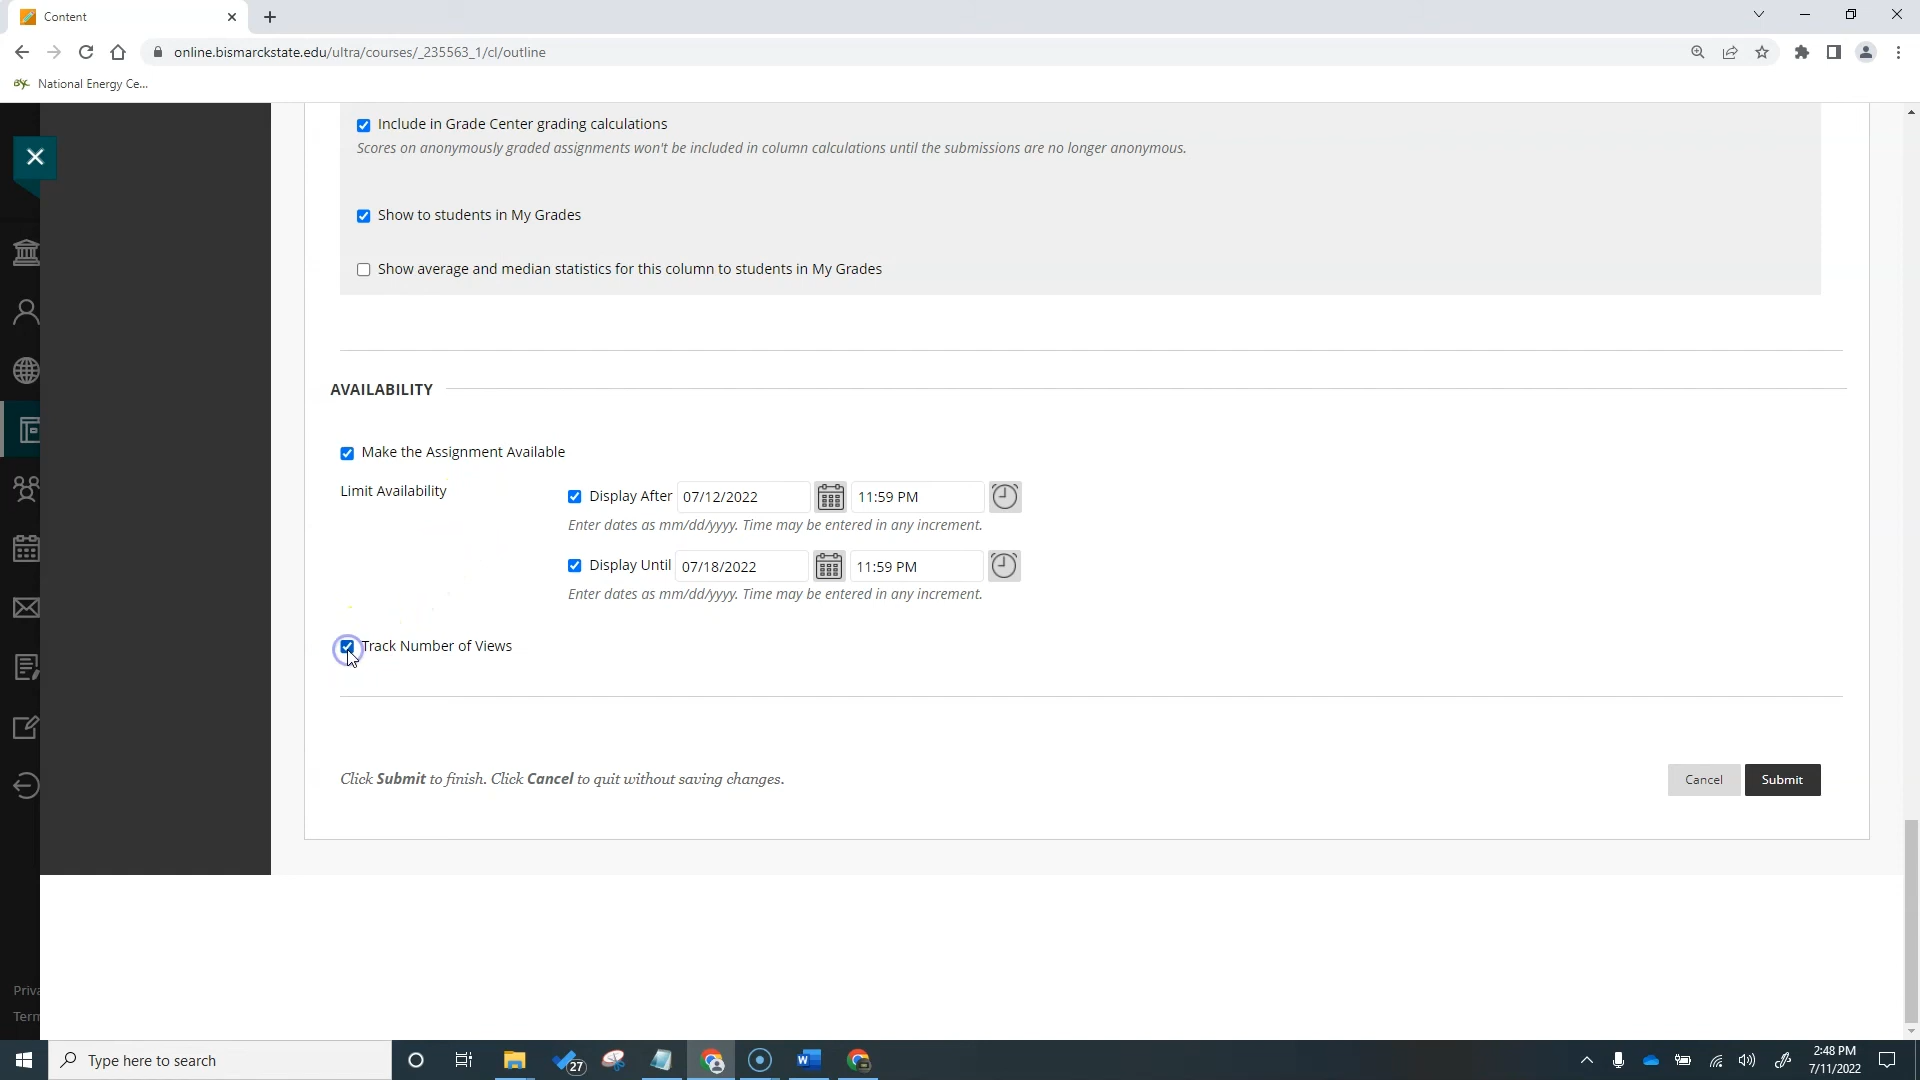 Content
online.bismarckstate.edu/ultra/courses/_235563_1/cl/outline
National Energy Ce...
Include in Grade Center grading calculations
Scores on anonymously graded assignments won't be included in column calculations until the submissions are no longer anonymous.
Show to students in My Grades
Show average and median statistics for this column to students in My Grades
AVAILABILITY
Make the Assignment Available
Limit Availability
Display After 07/12/2022 11:59 PM
Enter dates as mm/dd/yyyy. Time may be entered in any increment.
Display Until 07/18/2022 11:59 PM
Enter dates as mm/dd/yyyy. Time may be entered in any increment.
Track Number of Views
Click Submit to finish. Click Cancel to quit without saving changes.
Cancel Submit
Priva
Term
Type here to search
27
2:48 PM
7/11/2022